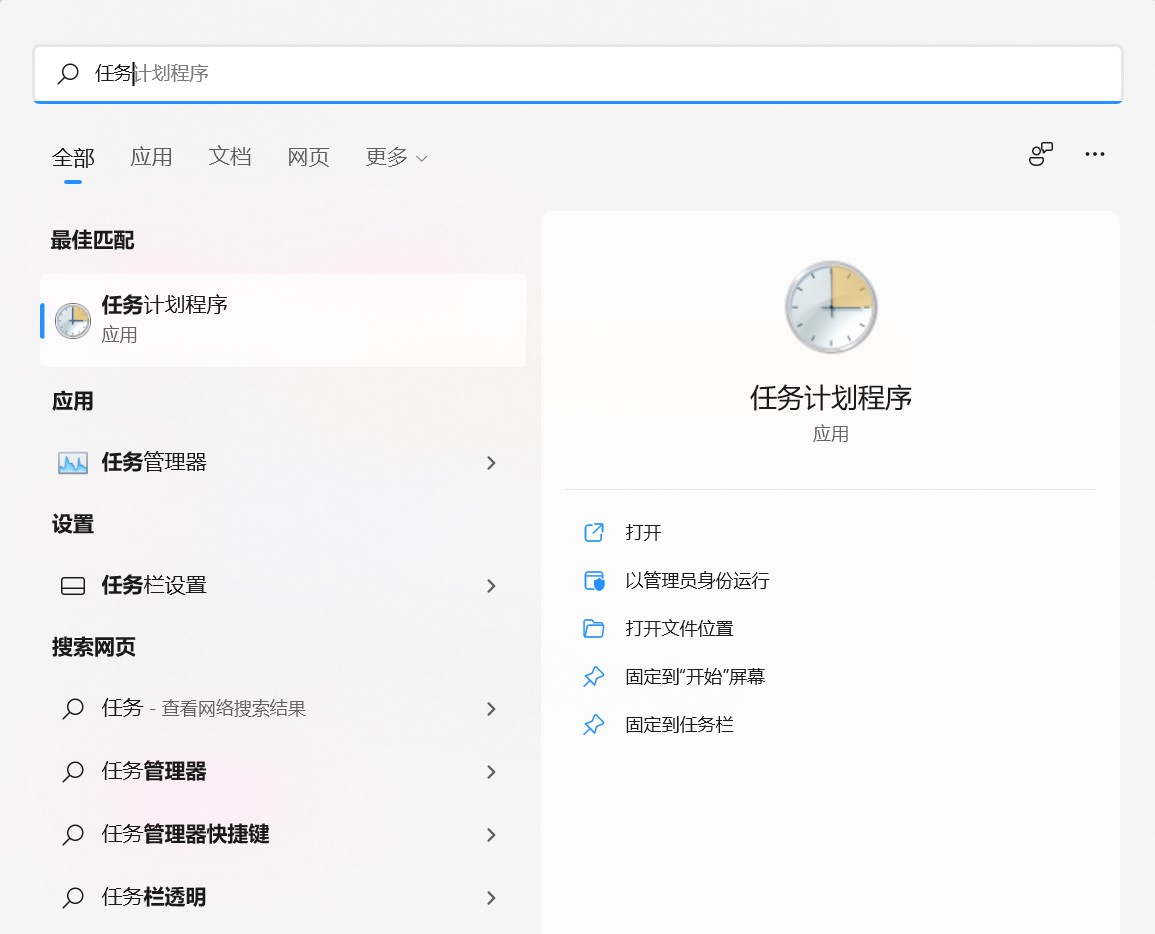 任务计划程序
全部 应用 文档 网页 更多
最佳匹配
任务计划程序
应用
应用
任务管理器
设置
任务栏设置
搜索网页
任务 - 查看网络搜索结果
任务管理器
任务管理器快捷键
任务栏透明
任务计划程序
应用
打开
以管理员身份运行
打开文件位置
固定到“开始”屏幕
固定到任务栏